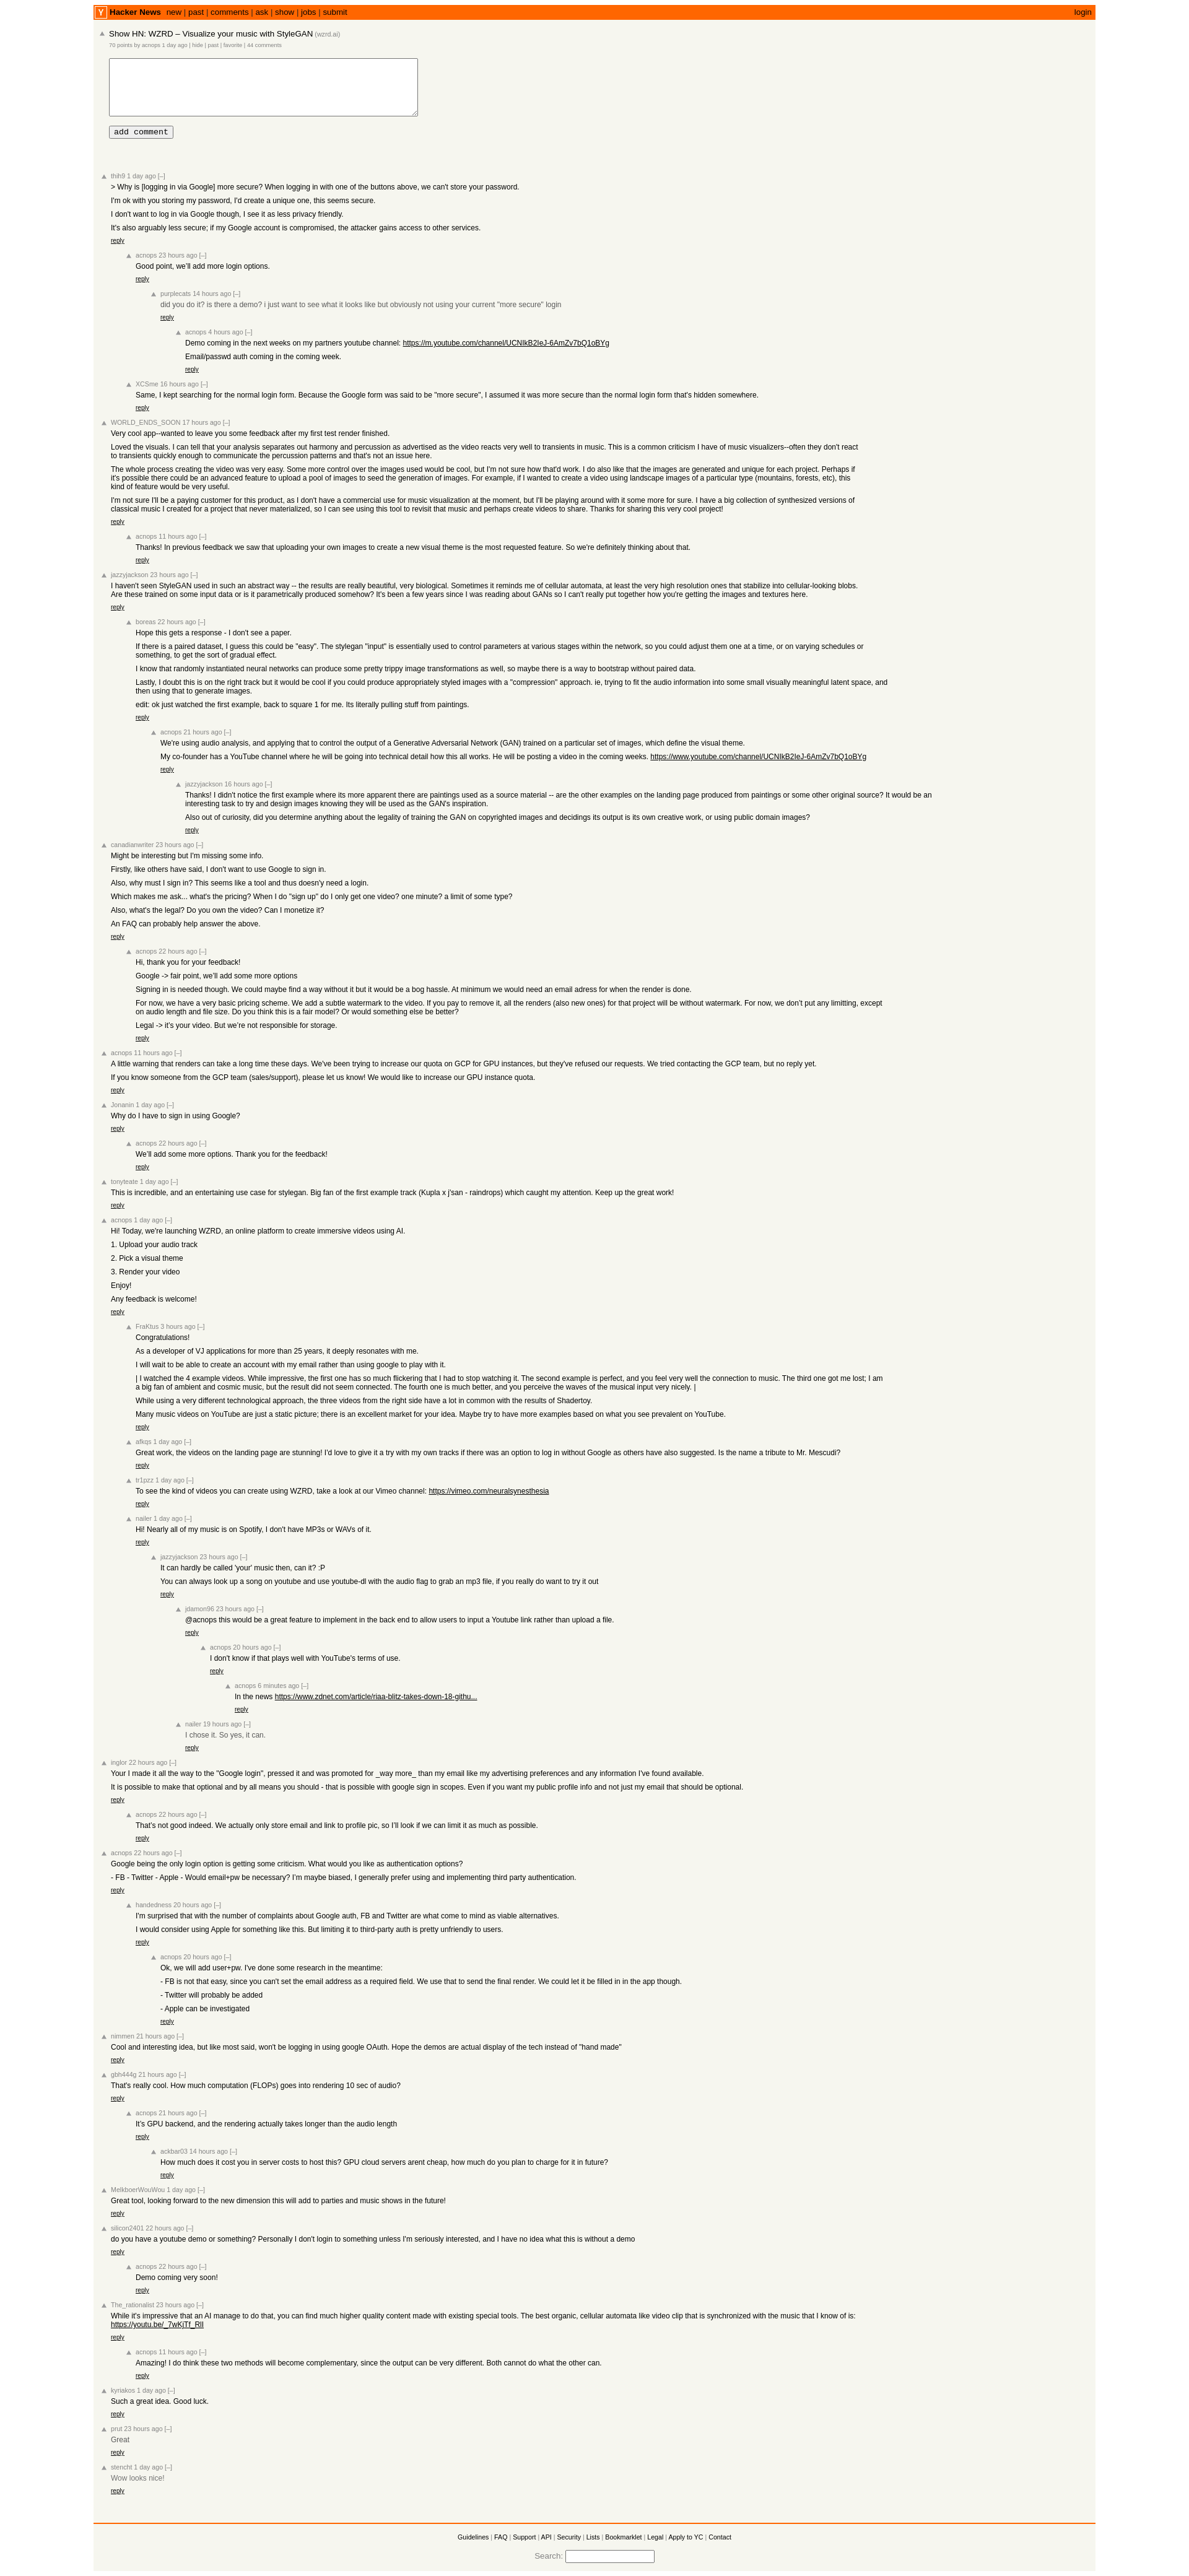 Y Hacker News new | past | comments | ask | show | jobs | submit login
Show HN: WZRD – Visualize your music with StyleGAN (wzrd.ai)
70 points by acnops 1 day ago | hide | past | favorite | 44 comments
add comment
thih9 1 day ago [–]
> Why is [logging in via Google] more secure? When logging in with one of the buttons above, we can't store your password.
I'm ok with you storing my password, I'd create a unique one, this seems secure.
I don't want to log in via Google though, I see it as less privacy friendly.
It's also arguably less secure; if my Google account is compromised, the attacker gains access to other services.
reply
acnops 23 hours ago [–]
Good point, we'll add more login options.
reply
purplecats 14 hours ago [–]
did you do it? is there a demo? i just want to see what it looks like but obviously not using your current "more secure" login
reply
acnops 4 hours ago [–]
Demo coming in the next weeks on my partners youtube channel: https://m.youtube.com/channel/UCNIkB2IeJ-6AmZv7bQ1oBYg
Email/passwd auth coming in the coming week.
reply
XCSme 16 hours ago [–]
Same, I kept searching for the normal login form. Because the Google form was said to be "more secure", I assumed it was more secure than the normal login form that's hidden somewhere.
reply
WORLD_ENDS_SOON 17 hours ago [–]
Very cool app--wanted to leave you some feedback after my first test render finished.
Loved the visuals. I can tell that your analysis separates out harmony and percussion as advertised as the video reacts very well to transients in music. This is a common criticism I have of music visualizers--often they don't react
to transients quickly enough to communicate the percussion patterns and that's not an issue here.
The whole process creating the video was very easy. Some more control over the images used would be cool, but I'm not sure how that'd work. I do also like that the images are generated and unique for each project. Perhaps if
it's possible there could be an advanced feature to upload a pool of images to seed the generation of images. For example, if I wanted to create a video using landscape images of a particular type (mountains, forests, etc), this
kind of feature would be very useful.
I'm not sure I'll be a paying customer for this product, as I don't have a commercial use for music visualization at the moment, but I'll be playing around with it some more for sure. I have a big collection of synthesized versions of
classical music I created for a project that never materialized, so I can see using this tool to revisit that music and perhaps create videos to share. Thanks for sharing this very cool project!
reply
acnops 11 hours ago [–]
Thanks! In previous feedback we saw that uploading your own images to create a new visual theme is the most requested feature. So we're definitely thinking about that.
reply
jazzyjackson 23 hours ago [–]
I haven't seen StyleGAN used in such an abstract way -- the results are really beautiful, very biological. Sometimes it reminds me of cellular automata, at least the very high resolution ones that stabilize into cellular-looking blobs.
Are these trained on some input data or is it parametrically produced somehow? It's been a few years since I was reading about GANs so I can't really put together how you're getting the images and textures here.
reply
boreas 22 hours ago [–]
Hope this gets a response - I don't see a paper.
If there is a paired dataset, I guess this could be "easy". The stylegan "input" is essentially used to control parameters at various stages within the network, so you could adjust them one at a time, or on varying schedules or
something, to get the sort of gradual effect.
I know that randomly instantiated neural networks can produce some pretty trippy image transformations as well, so maybe there is a way to bootstrap without paired data.
Lastly, I doubt this is on the right track but it would be cool if you could produce appropriately styled images with a "compression" approach. ie, trying to fit the audio information into some small visually meaningful latent space, and
then using that to generate images.
edit: ok just watched the first example, back to square 1 for me. Its literally pulling stuff from paintings.
reply
acnops 21 hours ago [–]
We're using audio analysis, and applying that to control the output of a Generative Adversarial Network (GAN) trained on a particular set of images, which define the visual theme.
My co-founder has a YouTube channel where he will be going into technical detail how this all works. He will be posting a video in the coming weeks. https://www.youtube.com/channel/UCNIkB2IeJ-6AmZv7bQ1oBYg
reply
jazzyjackson 16 hours ago [–]
Thanks! I didn't notice the first example where its more apparent there are paintings used as a source material -- are the other examples on the landing page produced from paintings or some other original source? It would be an
interesting task to try and design images knowing they will be used as the GAN's inspiration.
Also out of curiosity, did you determine anything about the legality of training the GAN on copyrighted images and decidings its output is its own creative work, or using public domain images?
reply
canadianwriter 23 hours ago [–]
Might be interesting but I'm missing some info.
Firstly, like others have said, I don't want to use Google to sign in.
Also, why must I sign in? This seems like a tool and thus doesn'y need a login.
Which makes me ask... what's the pricing? When I do "sign up" do I only get one video? one minute? a limit of some type?
Also, what's the legal? Do you own the video? Can I monetize it?
An FAQ can probably help answer the above.
reply
acnops 22 hours ago [–]
Hi, thank you for your feedback!
Google -> fair point, we'll add some more options
Signing in is needed though. We could maybe find a way without it but it would be a bog hassle. At minimum we would need an email adress for when the render is done.
For now, we have a very basic pricing scheme. We add a subtle watermark to the video. If you pay to remove it, all the renders (also new ones) for that project will be without watermark. For now, we don't put any limitting, except
on audio length and file size. Do you think this is a fair model? Or would something else be better?
Legal -> it's your video. But we're not responsible for storage.
reply
acnops 11 hours ago [–]
A little warning that renders can take a long time these days. We've been trying to increase our quota on GCP for GPU instances, but they've refused our requests. We tried contacting the GCP team, but no reply yet.
If you know someone from the GCP team (sales/support), please let us know! We would like to increase our GPU instance quota.
reply
Jonanin 1 day ago [–]
Why do I have to sign in using Google?
reply
acnops 22 hours ago [–]
We'll add some more options. Thank you for the feedback!
reply
tonyteate 1 day ago [–]
This is incredible, and an entertaining use case for stylegan. Big fan of the first example track (Kupla x j'san - raindrops) which caught my attention. Keep up the great work!
reply
acnops 1 day ago [–]
Hi! Today, we're launching WZRD, an online platform to create immersive videos using AI.
1. Upload your audio track
2. Pick a visual theme
3. Render your video
Enjoy!
Any feedback is welcome!
reply
FraKtus 3 hours ago [–]
Congratulations!
As a developer of VJ applications for more than 25 years, it deeply resonates with me.
I will wait to be able to create an account with my email rather than using google to play with it.
| I watched the 4 example videos. While impressive, the first one has so much flickering that I had to stop watching it. The second example is perfect, and you feel very well the connection to music. The third one got me lost; I am
a big fan of ambient and cosmic music, but the result did not seem connected. The fourth one is much better, and you perceive the waves of the musical input very nicely. |
While using a very different technological approach, the three videos from the right side have a lot in common with the results of Shadertoy.
Many music videos on YouTube are just a static picture; there is an excellent market for your idea. Maybe try to have more examples based on what you see prevalent on YouTube.
reply
afkqs 1 day ago [–]
Great work, the videos on the landing page are stunning! I'd love to give it a try with my own tracks if there was an option to log in without Google as others have also suggested. Is the name a tribute to Mr. Mescudi?
reply
tr1pzz 1 day ago [–]
To see the kind of videos you can create using WZRD, take a look at our Vimeo channel: https://vimeo.com/neuralsynesthesia
reply
nailer 1 day ago [–]
Hi! Nearly all of my music is on Spotify, I don't have MP3s or WAVs of it.
reply
jazzyjackson 23 hours ago [–]
It can hardly be called 'your' music then, can it? :P
You can always look up a song on youtube and use youtube-dl with the audio flag to grab an mp3 file, if you really do want to try it out
reply
jdamon96 23 hours ago [–]
@acnops this would be a great feature to implement in the back end to allow users to input a Youtube link rather than upload a file.
reply
acnops 20 hours ago [–]
I don't know if that plays well with YouTube's terms of use.
reply
acnops 6 minutes ago [–]
In the news https://www.zdnet.com/article/riaa-blitz-takes-down-18-githu...
reply
nailer 19 hours ago [–]
I chose it. So yes, it can.
reply
inglor 22 hours ago [–]
Your I made it all the way to the "Google login", pressed it and was promoted for _way more_ than my email like my advertising preferences and any information I've found available.
It is possible to make that optional and by all means you should - that is possible with google sign in scopes. Even if you want my public profile info and not just my email that should be optional.
reply
acnops 22 hours ago [–]
That's not good indeed. We actually only store email and link to profile pic, so I'll look if we can limit it as much as possible.
reply
acnops 22 hours ago [–]
Google being the only login option is getting some criticism. What would you like as authentication options?
- FB - Twitter - Apple - Would email+pw be necessary? I'm maybe biased, I generally prefer using and implementing third party authentication.
reply
handedness 20 hours ago [–]
I'm surprised that with the number of complaints about Google auth, FB and Twitter are what come to mind as viable alternatives.
I would consider using Apple for something like this. But limiting it to third-party auth is pretty unfriendly to users.
reply
acnops 20 hours ago [–]
Ok, we will add user+pw. I've done some research in the meantime:
- FB is not that easy, since you can't set the email address as a required field. We use that to send the final render. We could let it be filled in in the app though.
- Twitter will probably be added
- Apple can be investigated
reply
nimmen 21 hours ago [–]
Cool and interesting idea, but like most said, won't be logging in using google OAuth. Hope the demos are actual display of the tech instead of "hand made"
reply
gbh444g 21 hours ago [–]
That's really cool. How much computation (FLOPs) goes into rendering 10 sec of audio?
reply
acnops 21 hours ago [–]
It's GPU backend, and the rendering actually takes longer than the audio length
reply
ackbar03 14 hours ago [–]
How much does it cost you in server costs to host this? GPU cloud servers arent cheap, how much do you plan to charge for it in future?
reply
MelkboerWouWou 1 day ago [–]
Great tool, looking forward to the new dimension this will add to parties and music shows in the future!
reply
silicon2401 22 hours ago [–]
do you have a youtube demo or something? Personally I don't login to something unless I'm seriously interested, and I have no idea what this is without a demo
reply
acnops 22 hours ago [–]
Demo coming very soon!
reply
The_rationalist 23 hours ago [–]
While it's impressive that an AI manage to do that, you can find much higher quality content made with existing special tools. The best organic, cellular automata like video clip that is synchronized with the music that I know of is:
https://youtu.be/_7wKjTf_RlI
reply
acnops 11 hours ago [–]
Amazing! I do think these two methods will become complementary, since the output can be very different. Both cannot do what the other can.
reply
kyriakos 1 day ago [–]
Such a great idea. Good luck.
reply
prut 23 hours ago [–]
Great
reply
stencht 1 day ago [–]
Wow looks nice!
reply
Guidelines | FAQ | Support | API | Security | Lists | Bookmarklet | Legal | Apply to YC | Contact
Search: